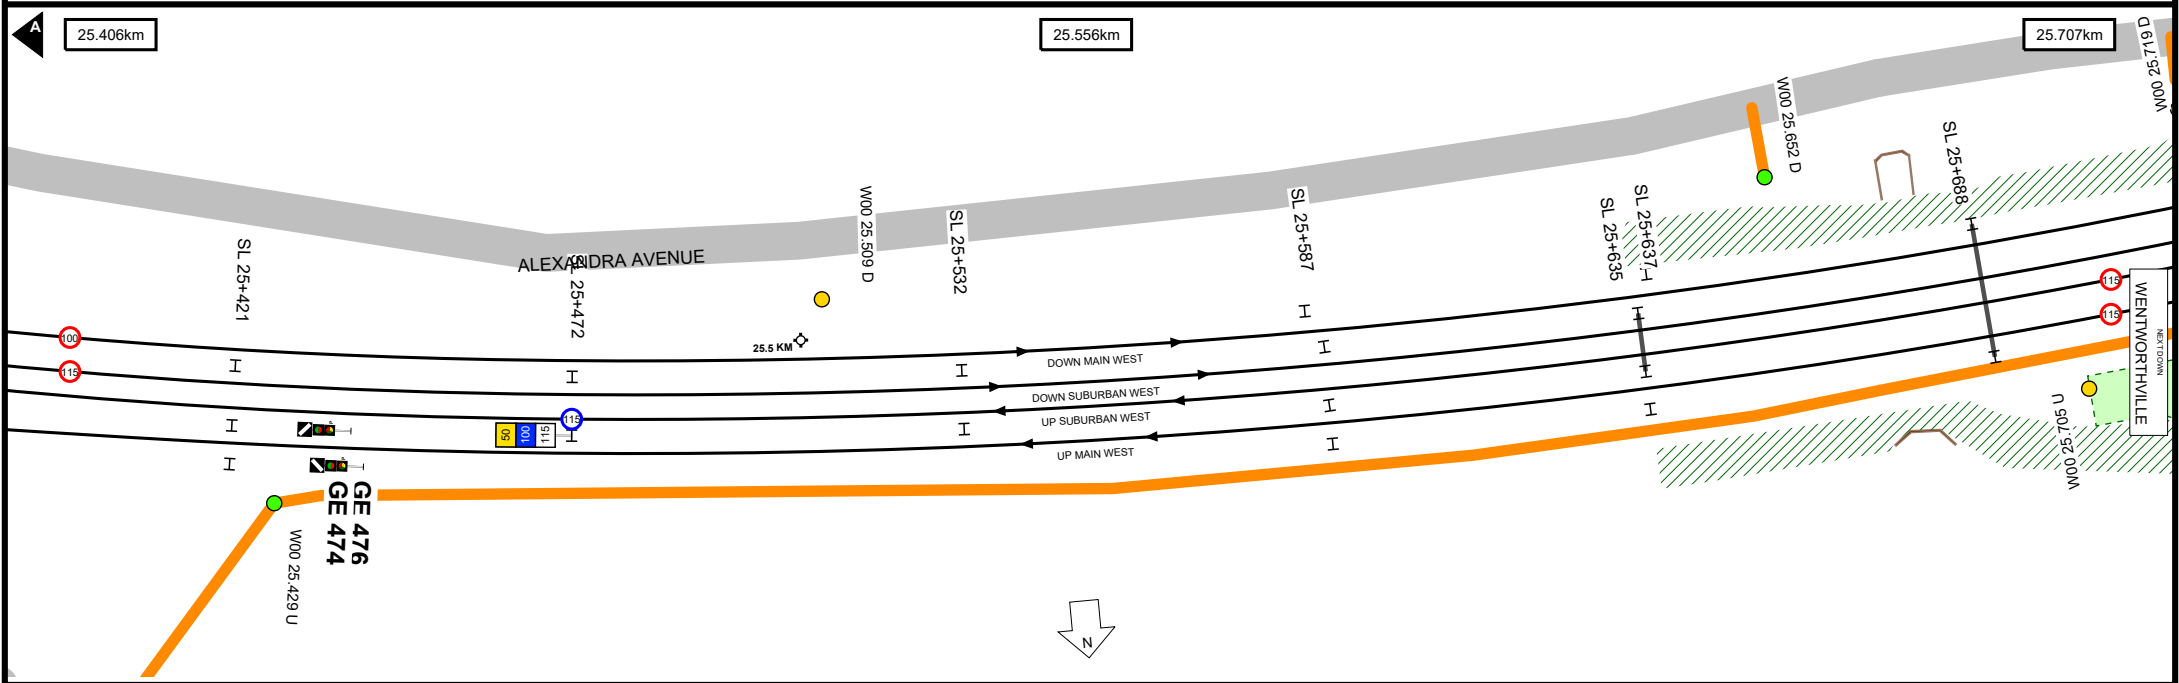 A
25.406km
25.556km
25.707km
W00 25.719 D
W00 25.652 D
SL 25+688
SL 25+637
SL 25+635
SL 25+587
W00 25.509 D
SL 25+532
ALEXANDRA AVENUE
SL 25+472
SL 25+421
25.5 KM
100
115
115
115
115
DOWN MAIN WEST
DOWN SUBURBAN WEST
UP SUBURBAN WEST
UP MAIN WEST
50
100
115
WENTWORTHVILLE
NEXT DOWN
W00 25.705 U
GE 476
GE 474
W00 25.429 U
N